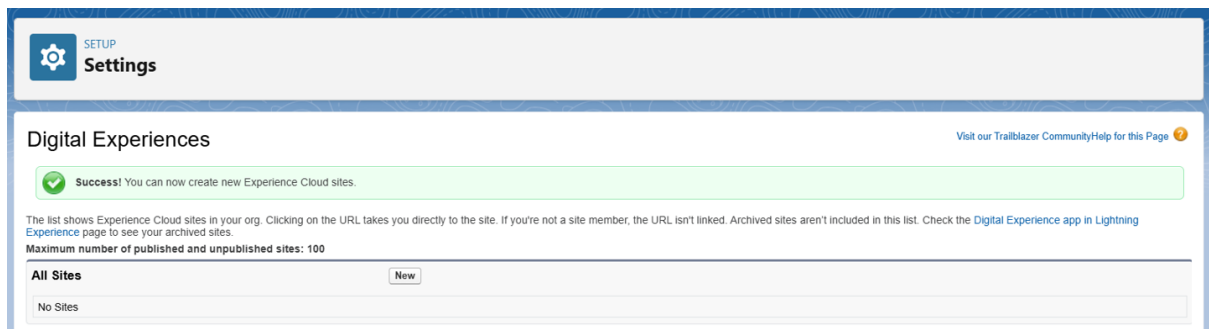 SETUP
Settings
Digital Experiences
Visit our Trailblazer CommunityHelp for this Page
Success! You can now create new Experience Cloud sites.
The list shows Experience Cloud sites in your org. Clicking on the URL takes you directly to the site. If you're not a site member, the URL isn't linked. Archived sites aren't included in this list. Check the Digital Experience app in Lightning
Experience page to see your archived sites.
Maximum number of published and unpublished sites: 100
All Sites
New
No Sites